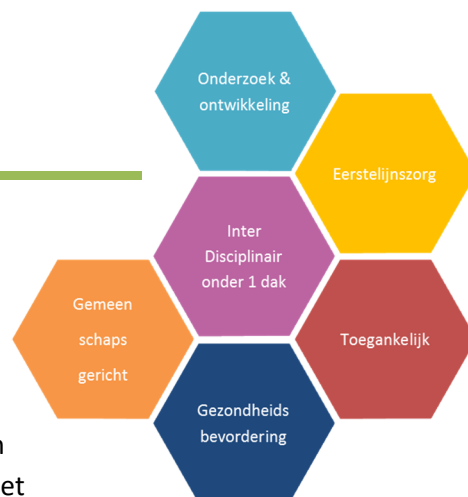 Onderzoek &
ontwikkeling
Eerstelijnszorg
Inter
Disciplinair
onder 1 dak
Gemeen
schaps
gericht
Toegankelijk
Gezondheids
bevordering